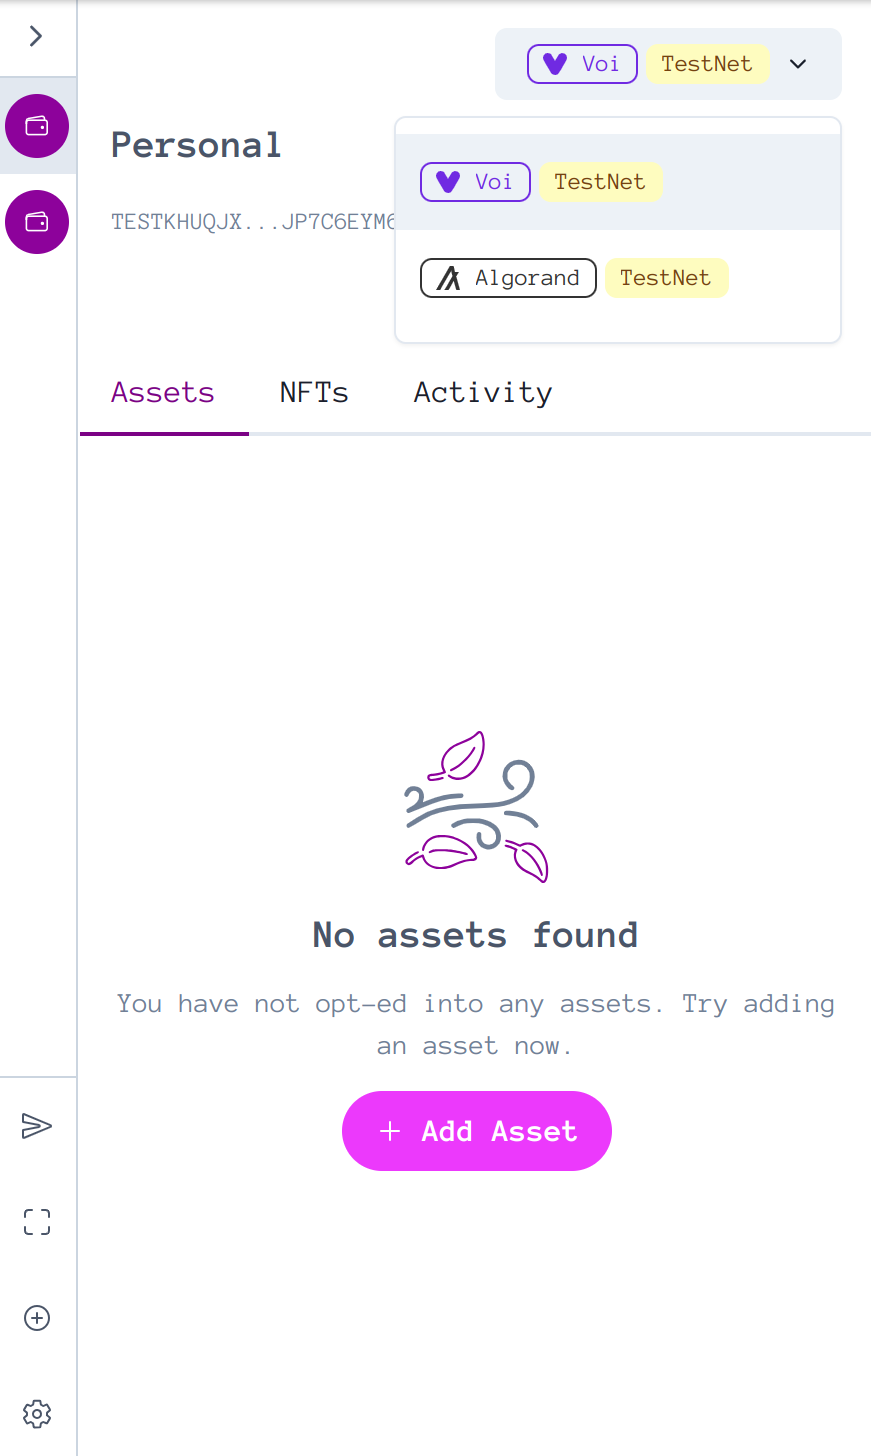 Voi TestNet
Personal
Voi TestNet
TESTKHUQJX...JP7C6EYM6
Algorand TestNet
Assets NFTs Activity
No assets found
You have not opt-ed into any assets. Try adding
an asset now.
+ Add Asset